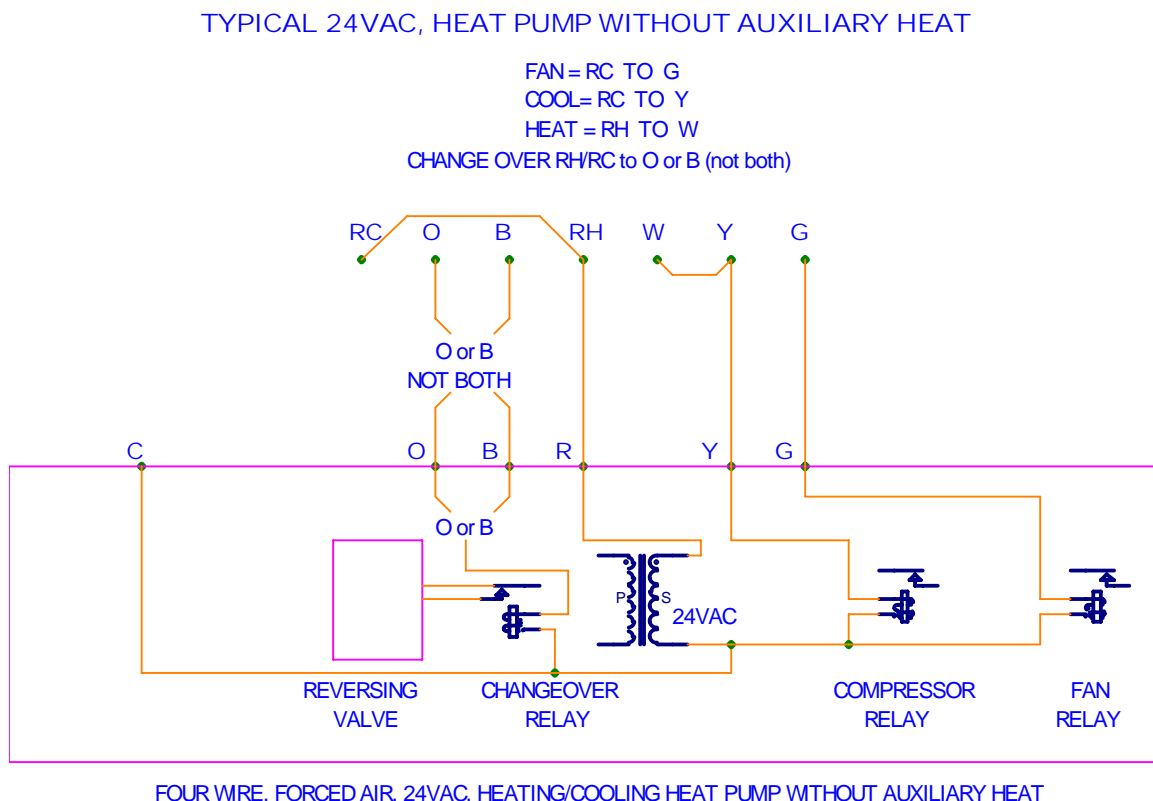 TYPICAL 24VAC, HEAT PUMP WITHOUT AUXILIARY HEAT
FAN = RC TO G
COOL= RC TO Y
HEAT = RH TO W
CHANGE OVER RH/RC to O or B (not both)
RC O B RH W Y G
O or B
NOT BOTH
C O B R Y G
O or B
P S
24VAC
REVERSING VALVE
CHANGEOVER RELAY
COMPRESSOR RELAY
FAN RELAY
FOUR WIRE, FORCED AIR, 24VAC, HEATING/COOLING HEAT PUMP WITHOUT AUXILIARY HEAT